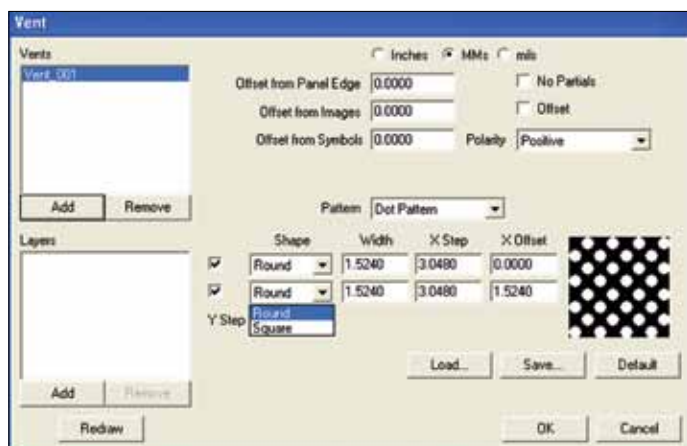 Vent
Vents
Vent_001
Add Remove
Layers
Add Remove
Redraw
Inches MMs mils
Offset from Panel Edge 0.0000
No Partials
Offset from Images 0.0000
Offset
Offset from Symbols 0.0000
Polarity Positive
Pattern Dot Pattern
Shape Width X Step X Offset
Round 1.5240 3.0480 0.0000
Round 1.5240 3.0480 1.5240
Y Step
Round
Square
Load... Save... Default
OK Cancel